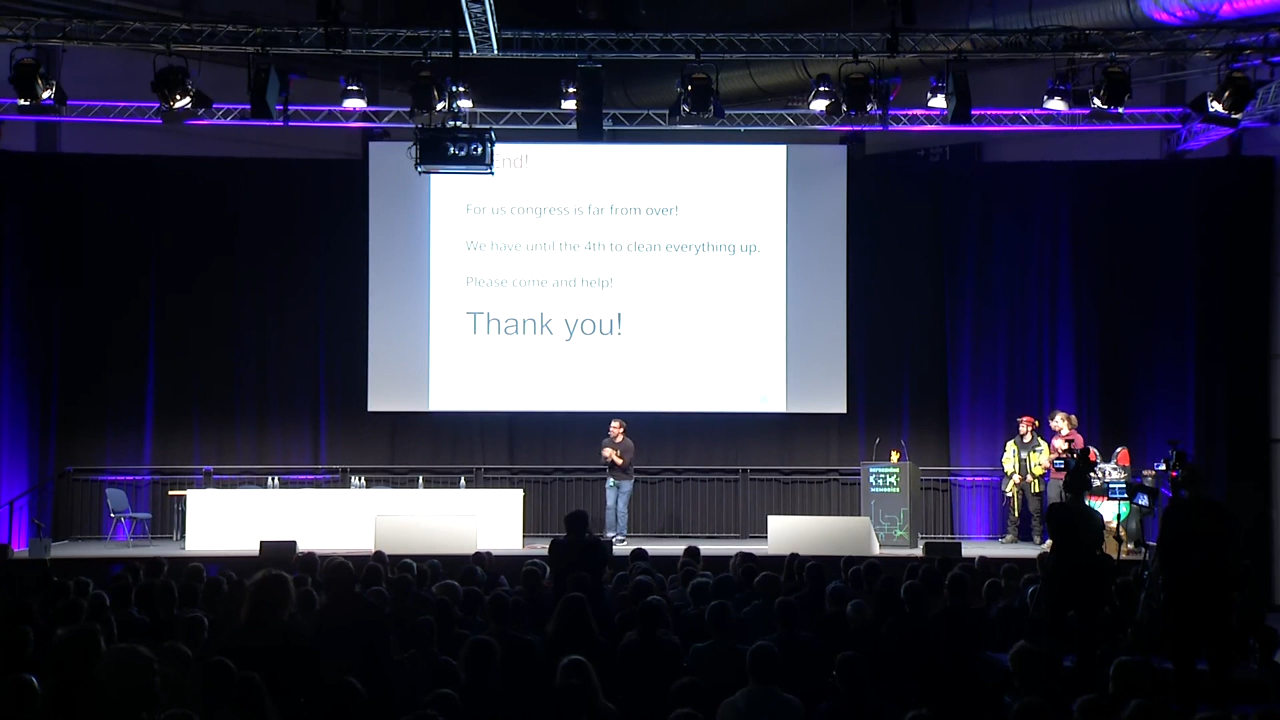 End!
For us congress is far from over!
We have until the 4th to clean everything up.
Please come and help!
Thank you!
MEMORIES